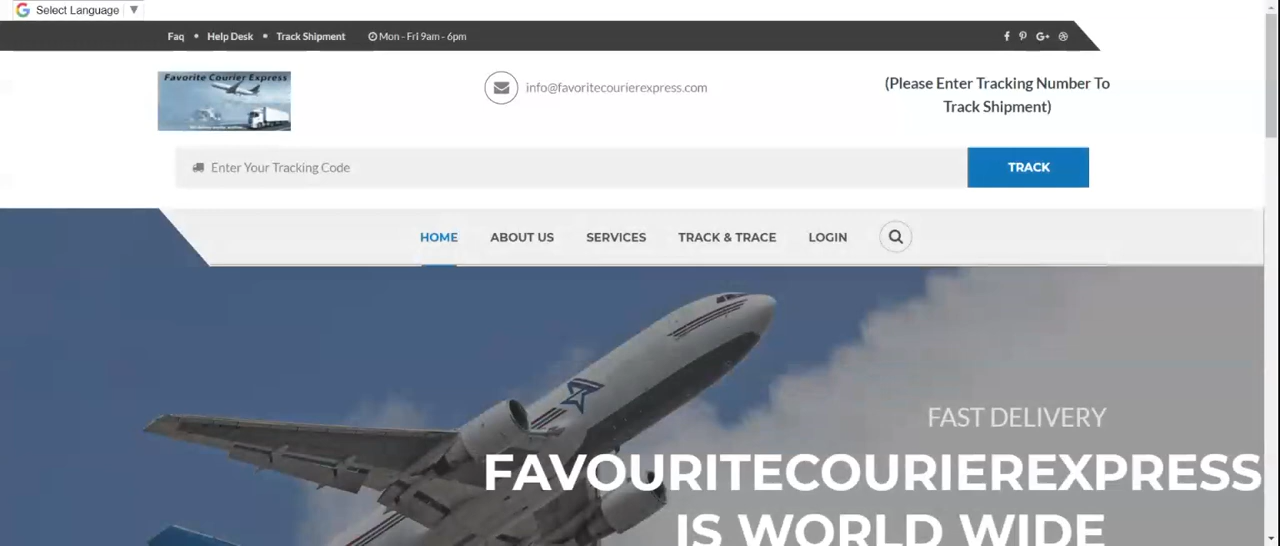 Select Language ▼
Faq • Help Desk • Track Shipment Mon - Fri 9am - 6pm
Favorite Courier Express
info@favoritecourierexpress.com
(Please Enter Tracking Number To
Track Shipment)
Enter Your Tracking Code
TRACK
HOME ABOUT US SERVICES TRACK & TRACE LOGIN
FAST DELIVERY
FAVOURITECOURIEREXPRESS
IS WORLD WIDE